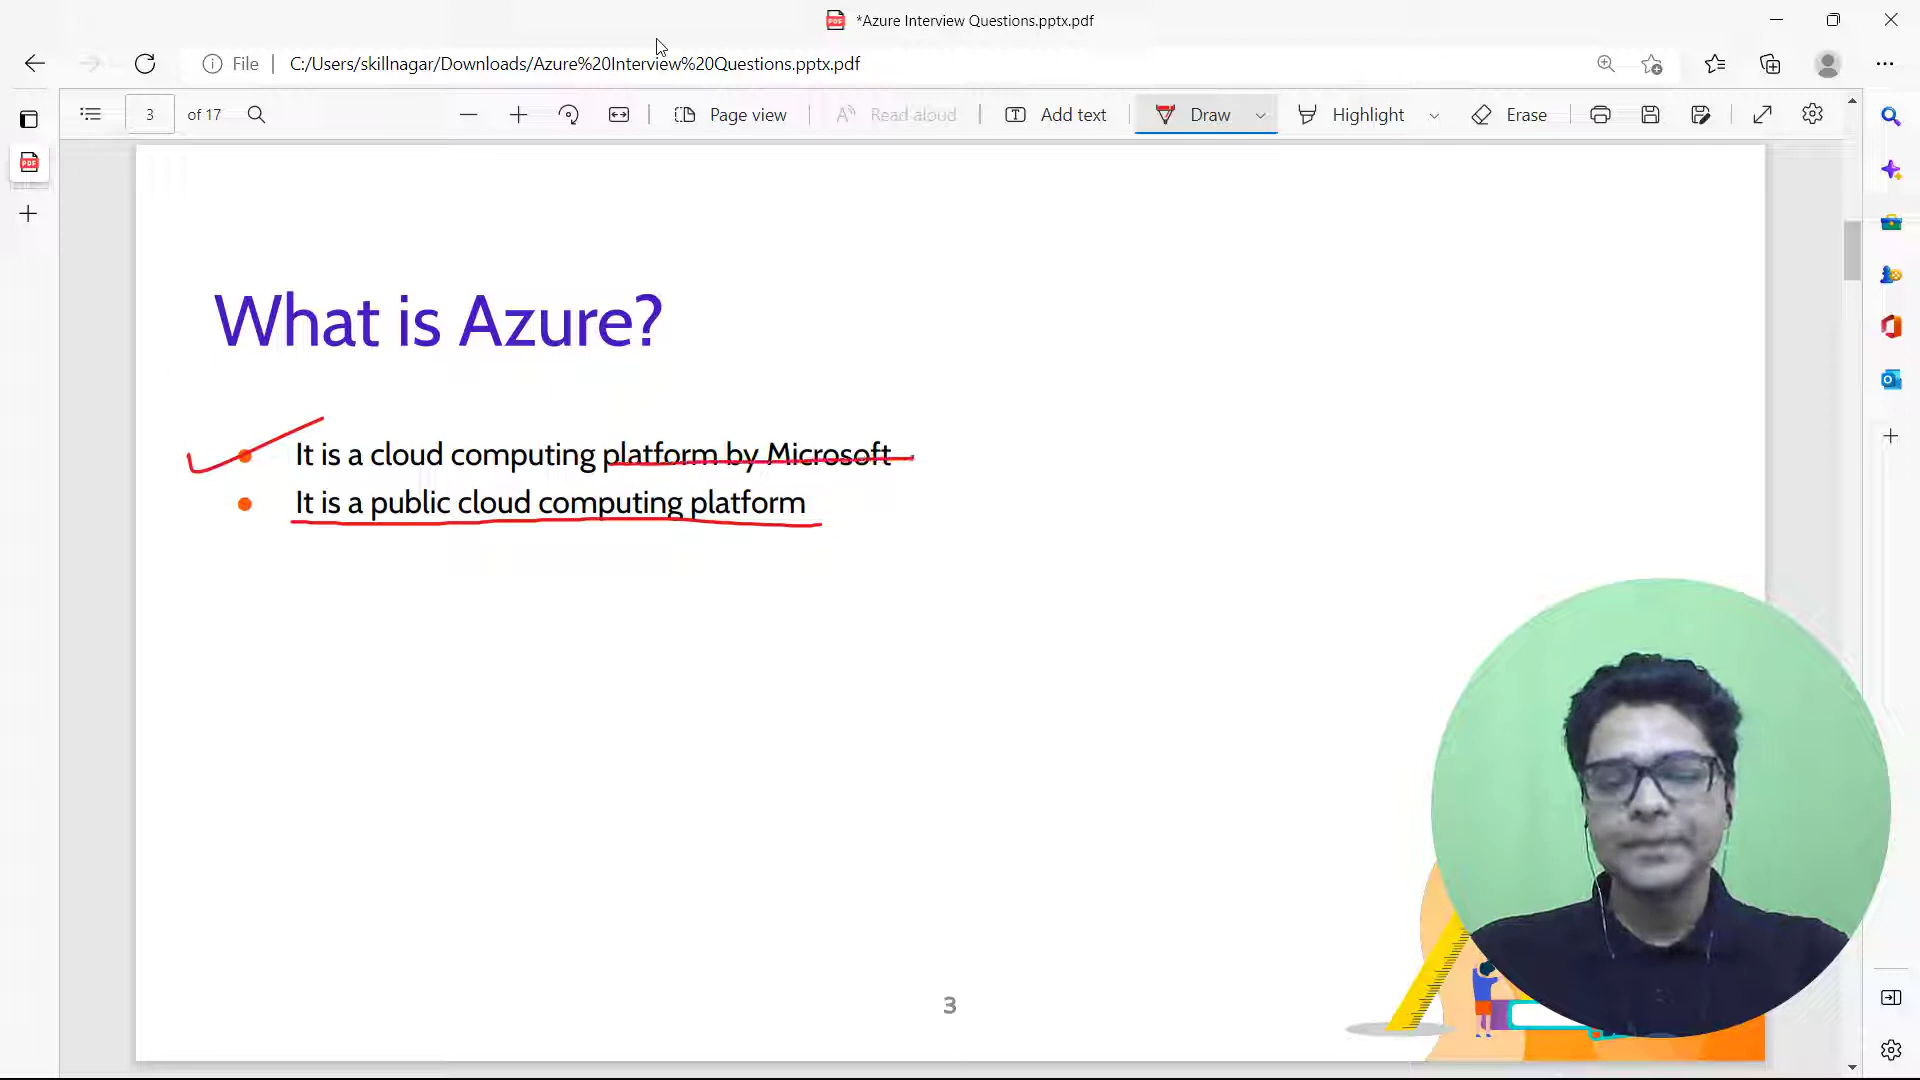 *Azure Interview Questions.pptx.pdf
File
C:/Users/skillnagar/Downloads/Azure%20Interview%20Questions.pptx.pdf
3 of 17
Page view
Read aloud
Add text
Draw
Highlight
Erase
What is Azure?
It is a cloud computing platform by Microsoft
It is a public cloud computing platform
3